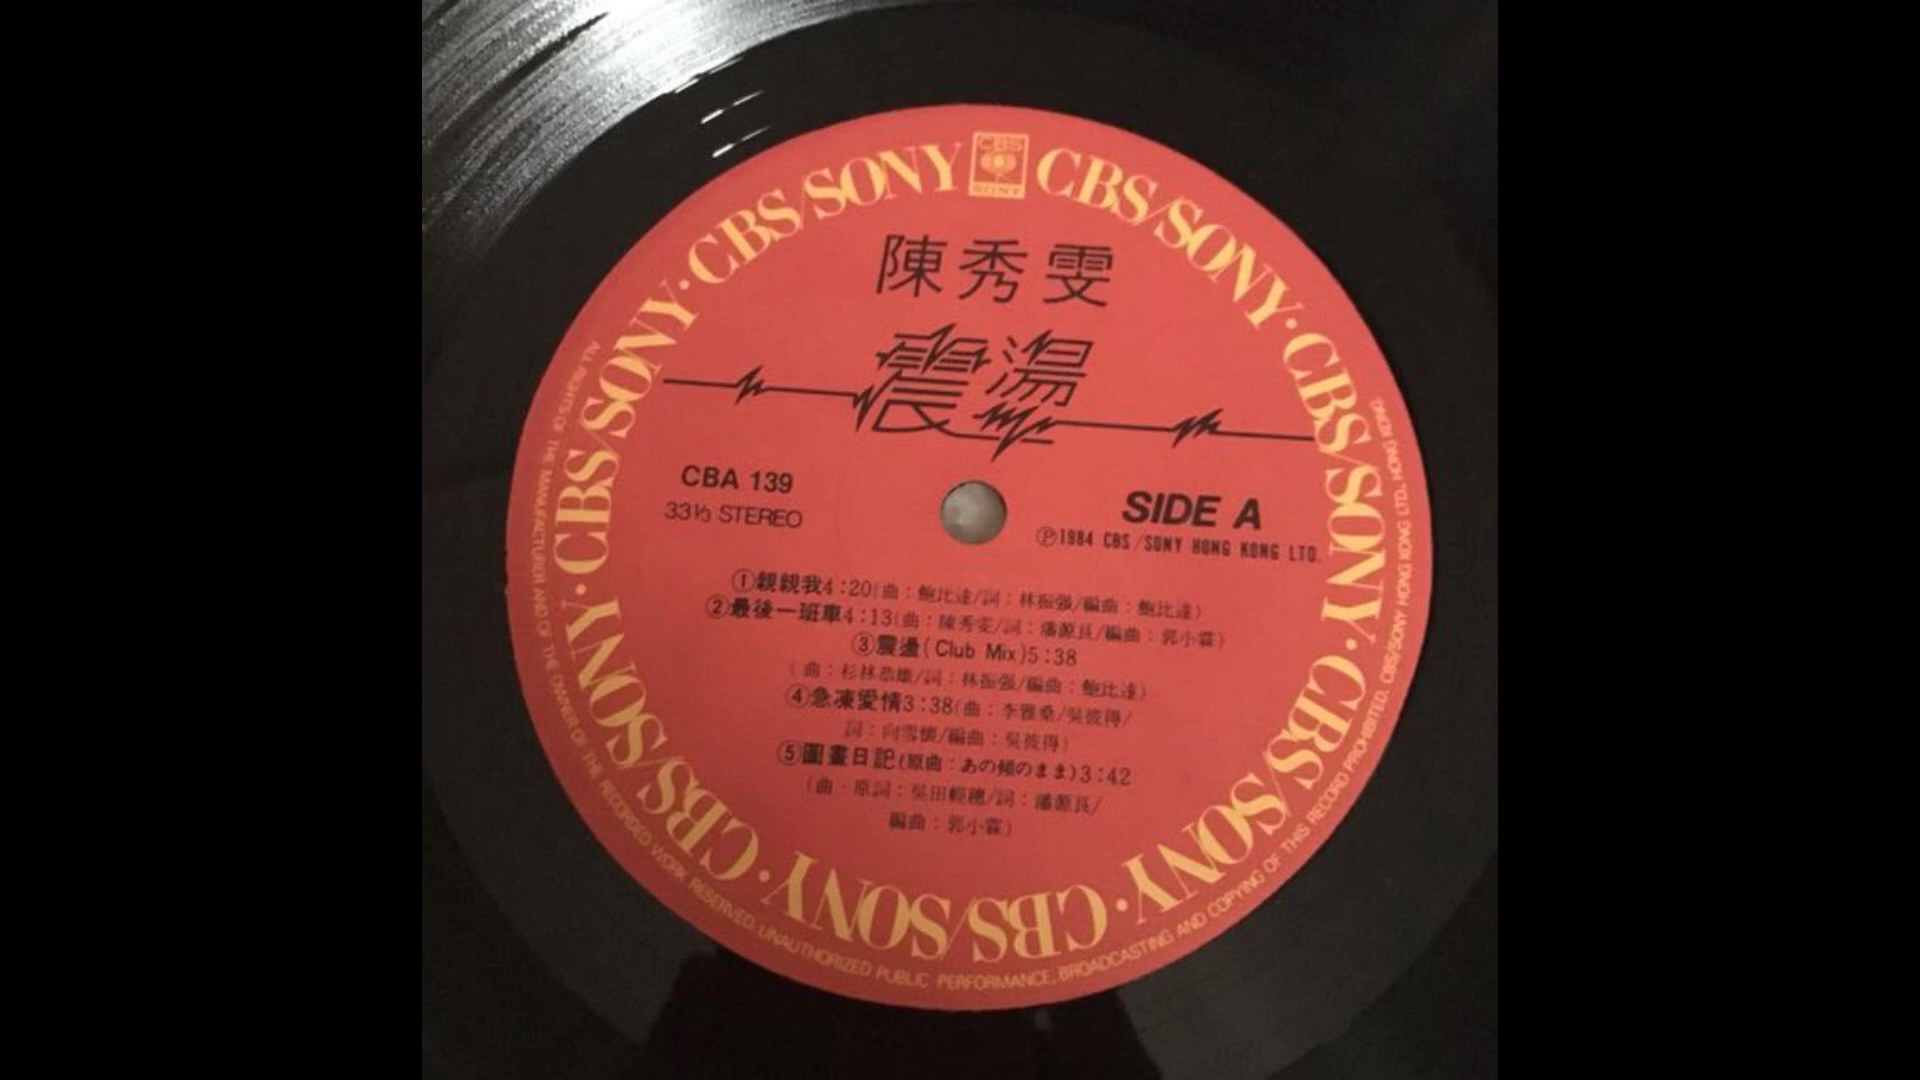 CBS/SONY · CBS/SONY · CBS/SONY · CBS/SONY · CBS/SONY · CBS/SONY · CBS/SONY · CBS/SONY · CBS/SONY
CBS
SONY
陳秀雯
震盪
CBA 139
33⅓ STEREO
SIDE A
Ⓟ1984 CBS/SONY HONG KONG LTD.
①親親我4:20(曲:鮑比達/詞:林振强/編曲:鮑比達)
②最後一班車4:13(曲:陳秀雯/詞:潘源良/編曲:郭小霖)
③震盪(Club Mix)5:38
(曲:杉林恭雄/詞:林振强/編曲:鮑比達)
④急凍愛情3:38(曲:李雅桑/吳彼得/
詞:向雪懷/編曲:吳彼得)
⑤圖畫日記(原曲:あの頃のまま)3:42
(曲·原詞:吳田軽穂/詞:潘源良/
編曲:郭小霖)
ALL RIGHTS OF THE MANUFACTURER AND OF THE OWNER OF THE RECORDED WORK RESERVED. UNAUTHORIZED PUBLIC PERFORMANCE, BROADCASTING AND COPYING OF THIS RECORD PROHIBITED. CBS/SONY HONG KONG LTD., HONG KONG.